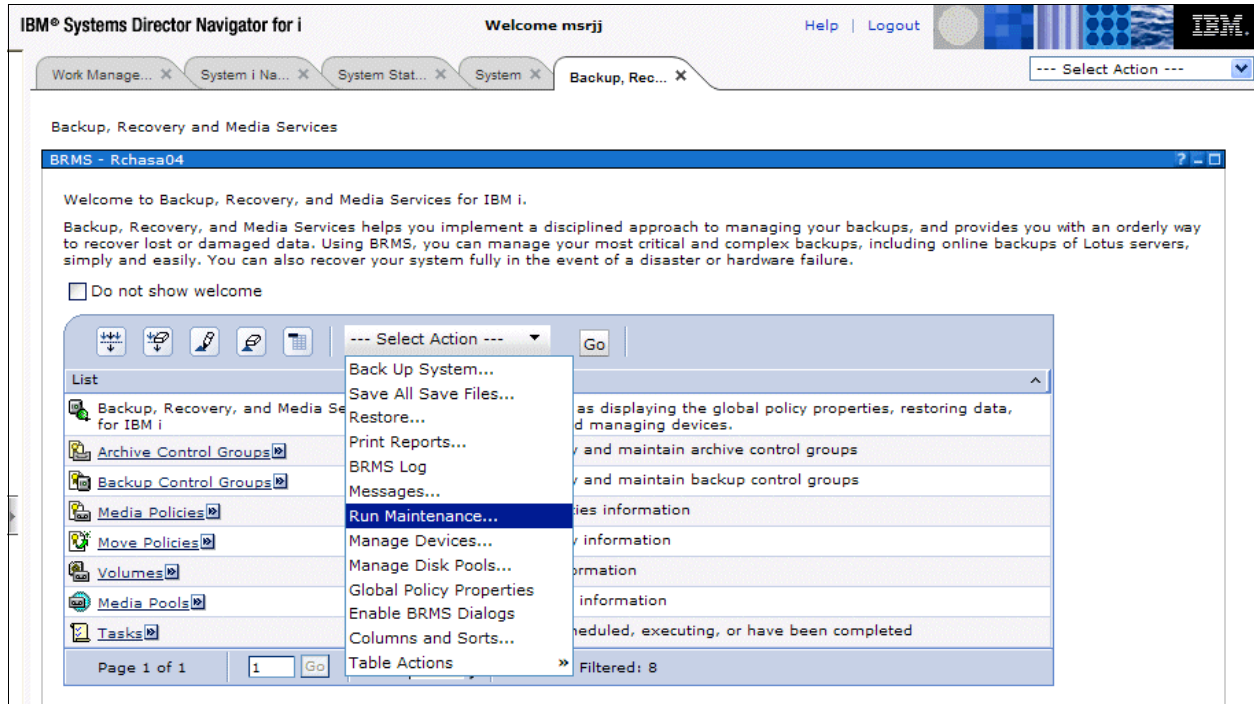 IBM® Systems Director Navigator for i
Welcome msrjj
Help | Logout
IBM.
Work Manage...
System i Na...
System Stat...
System
Backup, Rec...
--- Select Action ---
Backup, Recovery and Media Services
BRMS - Rchasa04
Welcome to Backup, Recovery, and Media Services for IBM i.
Backup, Recovery, and Media Services helps you implement a disciplined approach to managing your backups, and provides you with an orderly way
to recover lost or damaged data. Using BRMS, you can manage your most critical and complex backups, including online backups of Lotus servers,
simply and easily. You can also recover your system fully in the event of a disaster or hardware failure.
Do not show welcome
--- Select Action ---
Go
Back Up System...
Save All Save Files...
Restore...
Print Reports...
BRMS Log
Messages...
Run Maintenance...
Manage Devices...
Manage Disk Pools...
Global Policy Properties
Enable BRMS Dialogs
Columns and Sorts...
Table Actions
List
Backup, Recovery, and Media Se
for IBM i
as displaying the global policy properties, restoring data,
managing devices.
Archive Control Groups
and maintain archive control groups
Backup Control Groups
and maintain backup control groups
Media Policies
information
Move Policies
information
Volumes
Media Pools
information
Tasks
executing, or have been completed
Page 1 of 1
1
Go
Filtered: 8